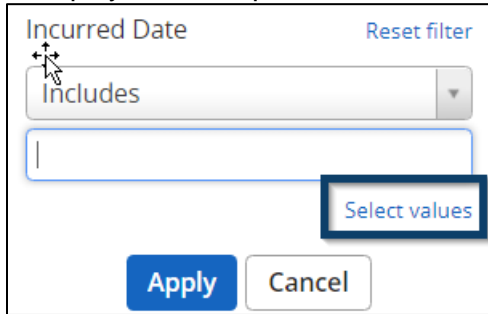 Incurred Date Reset filter
Includes
Select values
Apply Cancel